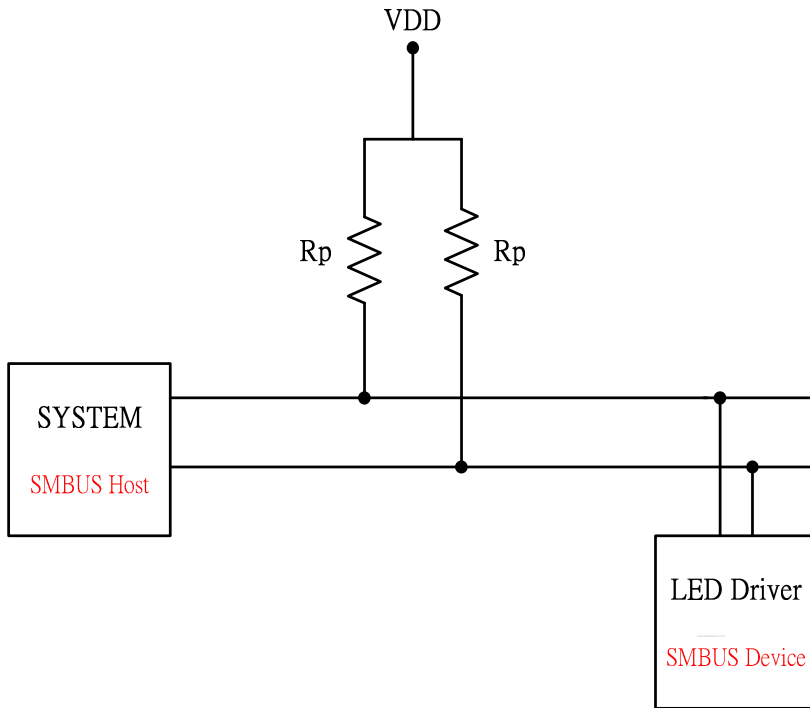 VDD
Rp
Rp
SYSTEM
SMBUS Host
LED Driver
SMBUS Device